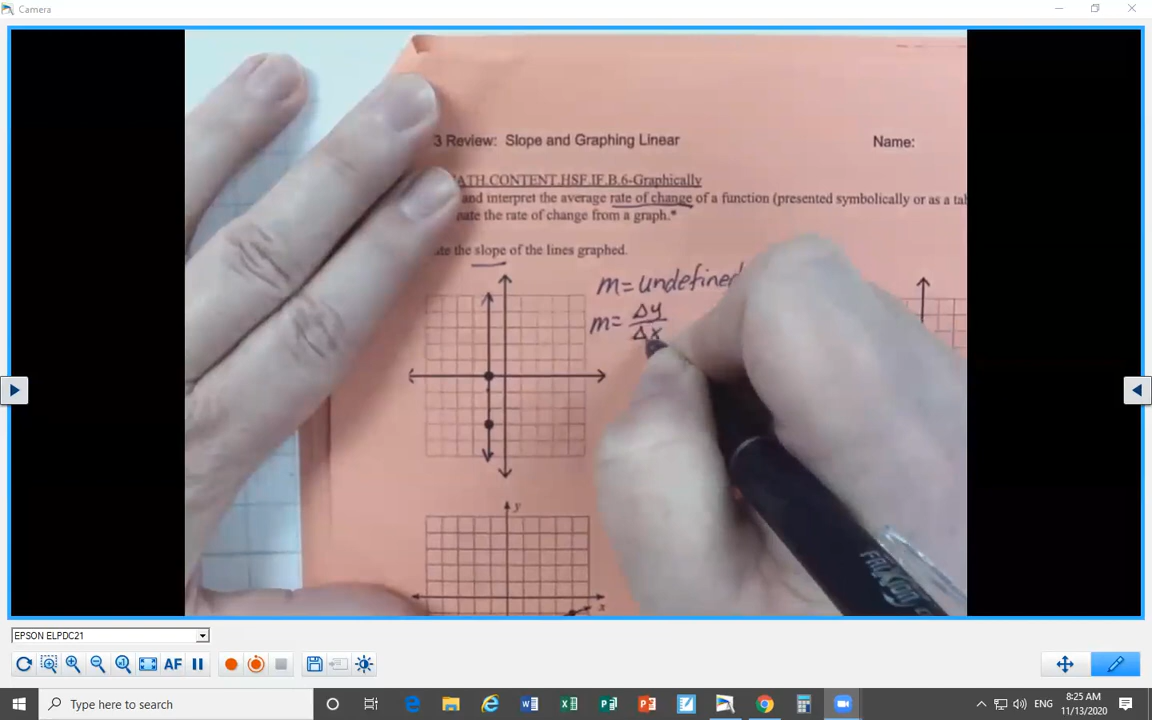 Camera
3 Review: Slope and Graphing Linear
Name:
ATH.CONTENT.HSF.IF.B.6-Graphically
and interpret the average rate of change of a function (presented symbolically or as a tal
ate the rate of change from a graph.*
ate the slope of the lines graphed.
m = undefined
m = Δy/Δx
y
x
FRIXION
EPSON ELPDC21
AF
Type here to search
ENG
8:25 AM
11/13/2020